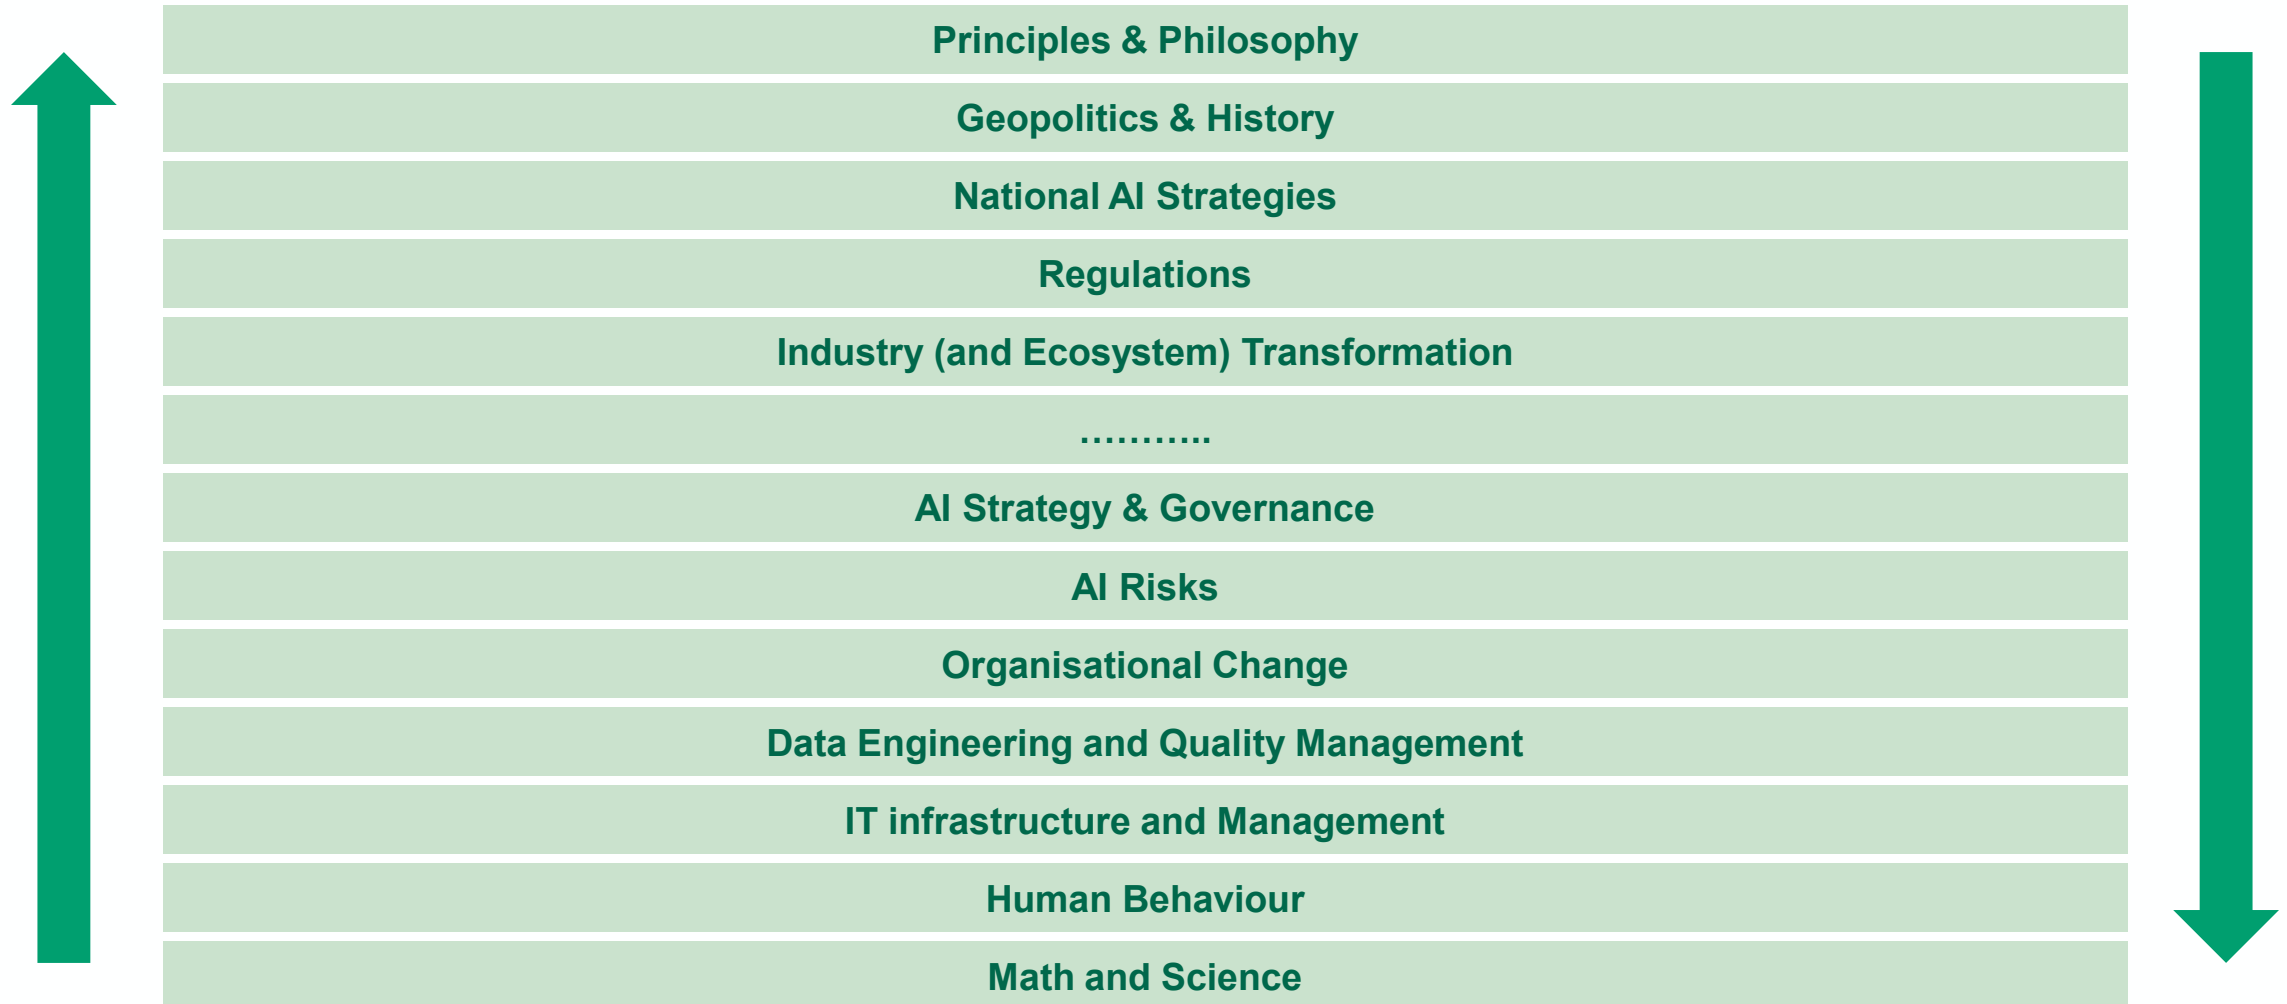 Principles & Philosophy
Geopolitics & History
National AI Strategies
Regulations
Industry (and Ecosystem) Transformation
………..
AI Strategy & Governance
AI Risks
Organisational Change
Data Engineering and Quality Management
IT infrastructure and Management
Human Behaviour
Math and Science